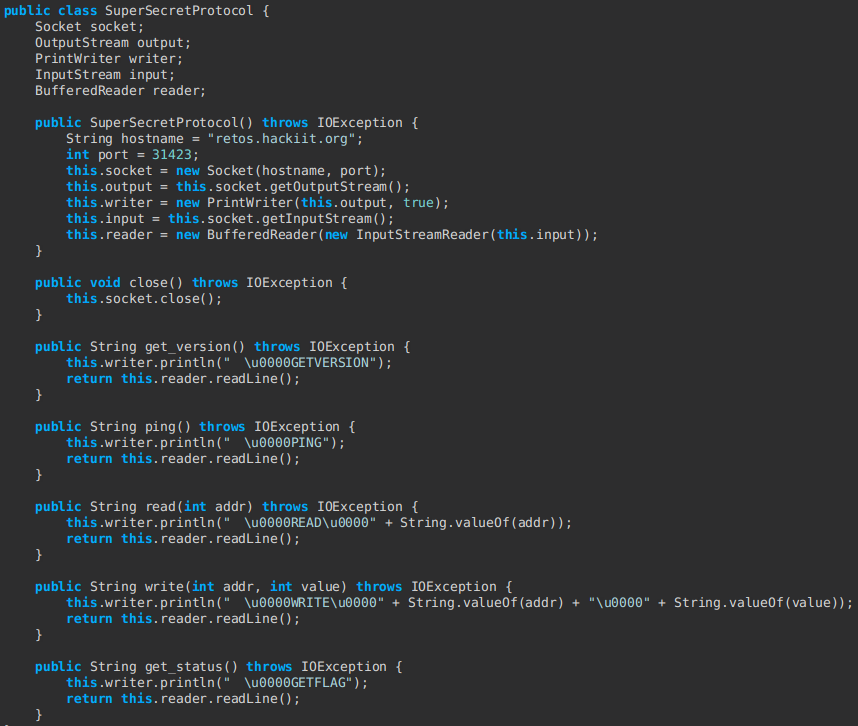 public class SuperSecretProtocol {
    Socket socket;
    OutputStream output;
    PrintWriter writer;
    InputStream input;
    BufferedReader reader;

    public SuperSecretProtocol() throws IOException {
        String hostname = "retos.hackiit.org";
        int port = 31423;
        this.socket = new Socket(hostname, port);
        this.output = this.socket.getOutputStream();
        this.writer = new PrintWriter(this.output, true);
        this.input = this.socket.getInputStream();
        this.reader = new BufferedReader(new InputStreamReader(this.input));
    }

    public void close() throws IOException {
        this.socket.close();
    }

    public String get_version() throws IOException {
        this.writer.println("  \u0000GETVERSION");
        return this.reader.readLine();
    }

    public String ping() throws IOException {
        this.writer.println("  \u0000PING");
        return this.reader.readLine();
    }

    public String read(int addr) throws IOException {
        this.writer.println("  \u0000READ\u0000" + String.valueOf(addr));
        return this.reader.readLine();
    }

    public String write(int addr, int value) throws IOException {
        this.writer.println("  \u0000WRITE\u0000" + String.valueOf(addr) + "\u0000" + String.valueOf(value));
        return this.reader.readLine();
    }

    public String get_status() throws IOException {
        this.writer.println("  \u0000GETFLAG");
        return this.reader.readLine();
    }